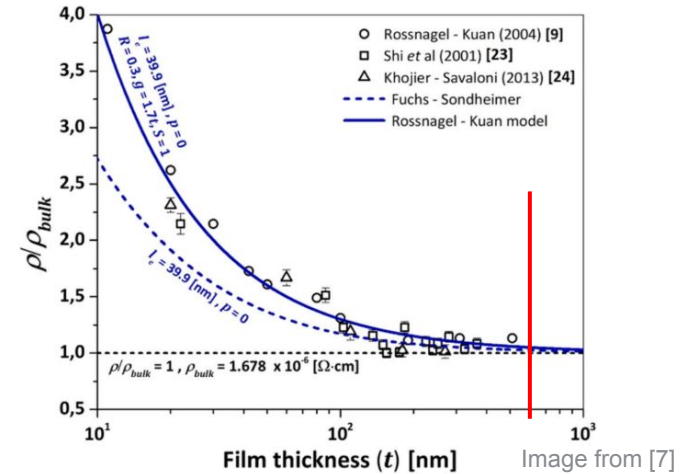 4,0
3,5
3,0
2,5
2,0
1,5
1,0
0,5
ρ/ρbulk
Rossnagel - Kuan (2004) [9]
Shi et al (2001) [23]
Khojier - Savaloni (2013) [24]
Fuchs - Sondheimer
Rossnagel - Kuan model
lₑ = 39.9 [nm], p=0
R = 0.3, g = 1.7t, S = 1
lₑ = 39.9 [nm], p=0
ρ/ρbulk = 1 , ρbulk = 1.678 x 10⁻⁶ [Ω·cm]
10¹
10²
10³
Film thickness (t) [nm]
Image from [7]